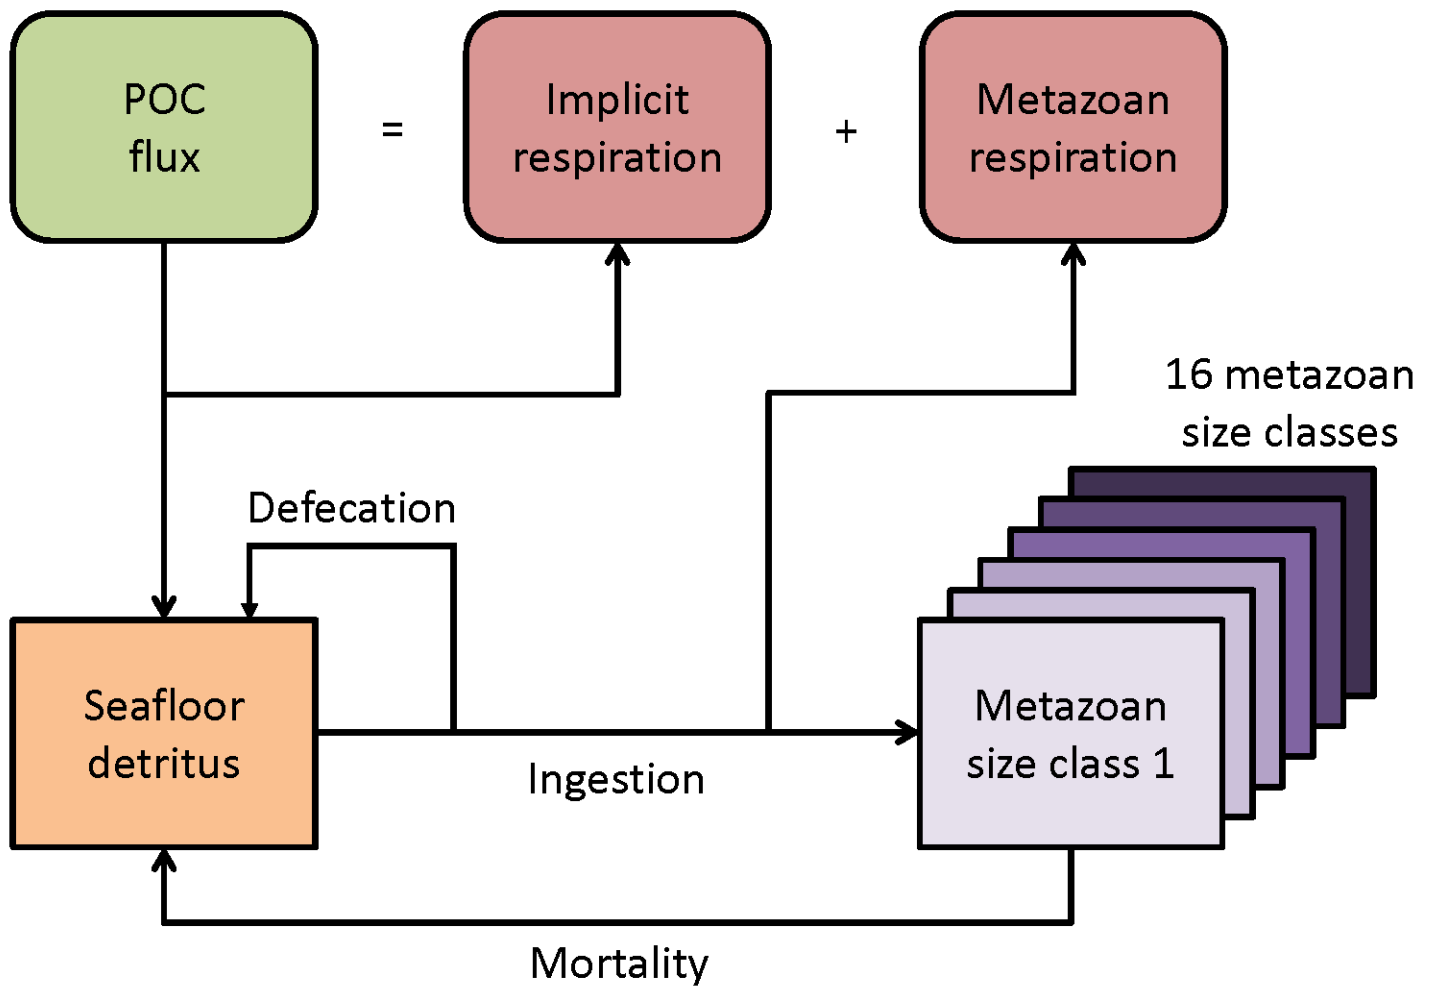 POC
flux
=
Implicit
respiration
+
Metazoan
respiration
16 metazoan
size classes
Defecation
Seafloor
detritus
Ingestion
Metazoan
size class 1
Mortality